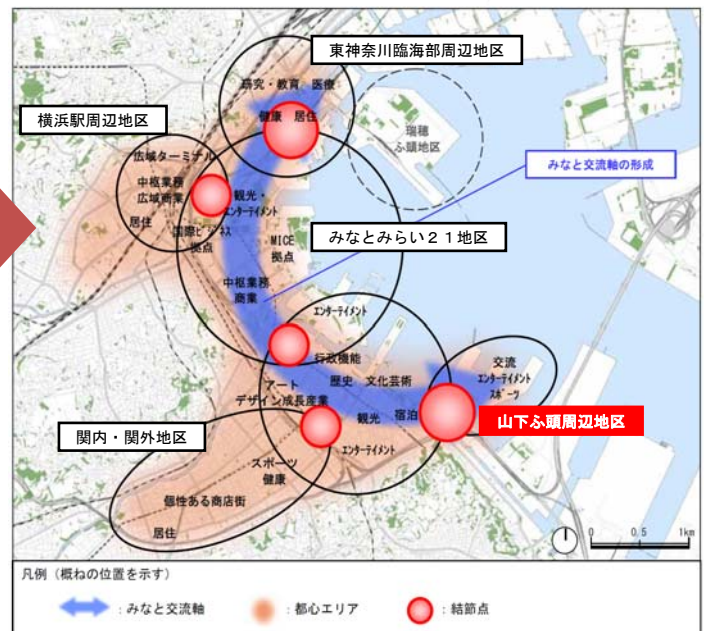 東神奈川臨海部周辺地区
研究・教育 医療
健康 居住
横浜駅周辺地区
瑞穂
ふ頭地区
広域ターミナル
中枢業務
広域商業
居住
みなと交流軸の形成
観光・
エンターテイメント
国際ビジネス
拠点
みなとみらい21地区
MICE
拠点
中枢業務
商業
エンターテイメント
行政機能
交流
エンターテイメント
スポーツ
アート
デザイン成長産業
歴史 文化芸術
観光 宿泊
山下ふ頭周辺地区
関内・関外地区
エンターテイメント
スポーツ
健康
個性ある商店街
居住
0 0.5 1km
凡例（概ねの位置を示す）
：みなと交流軸 ：都心エリア ：結節点